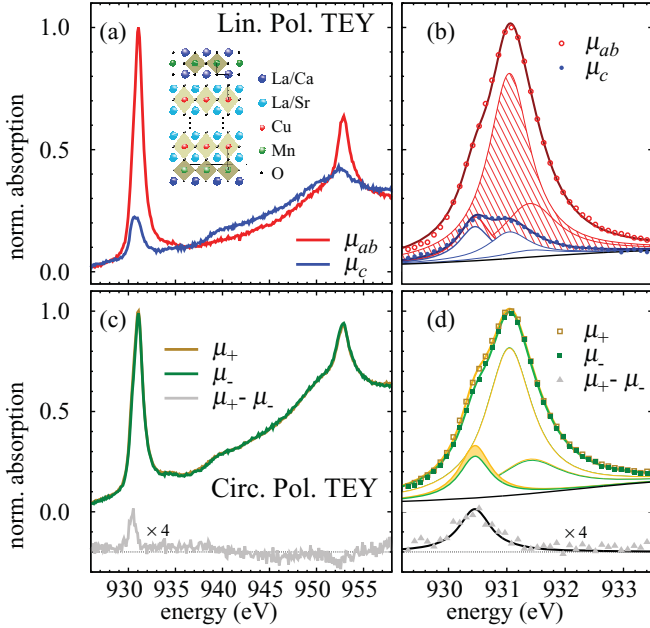 (a) Lin. Pol. TEY
La/Ca
La/Sr
Cu
Mn
O
μab
μc
1.0
0.5
0.0
norm. absorption
(b)
μab
μc
(c)
μ+
μ-
μ+ - μ-
Circ. Pol. TEY
× 4
1.0
0.5
0.0
norm. absorption
930 935 940 945 950 955
energy (eV)
(d)
μ+
μ-
μ+ - μ-
× 4
930 931 932 933
energy (eV)